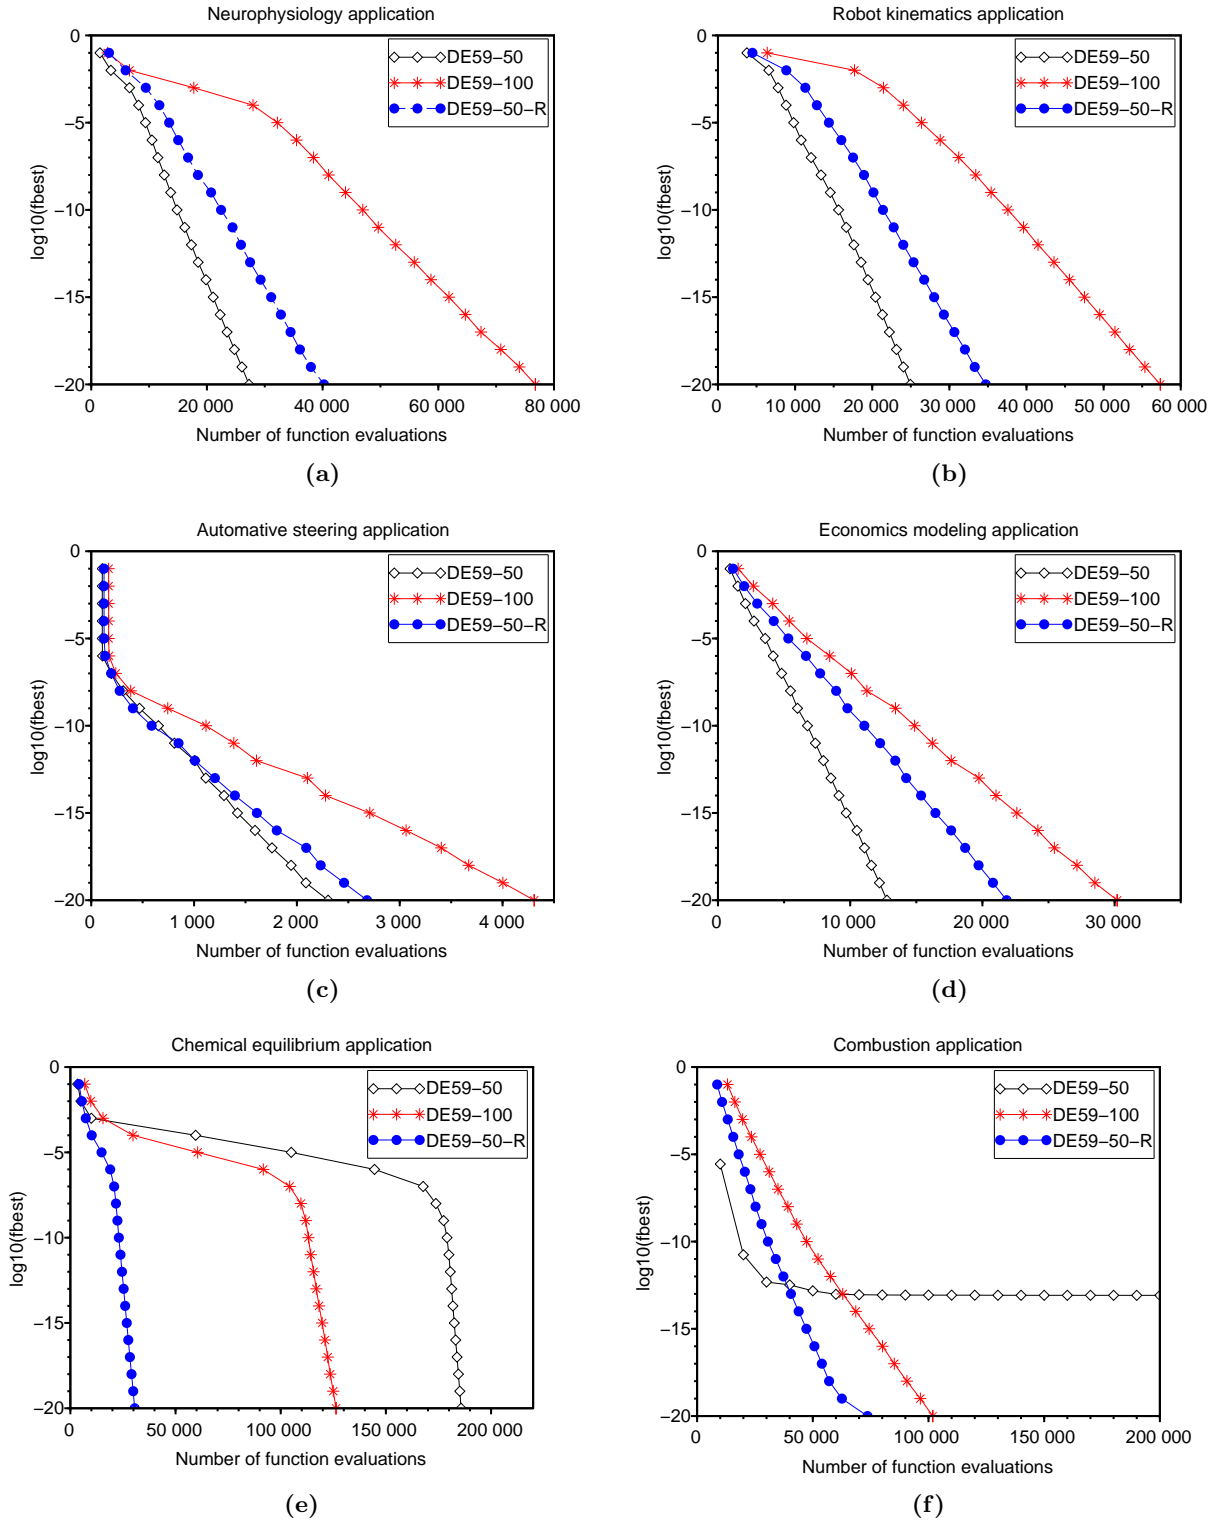 Neurophysiology application
0
−5
−10
−15
−20
log10(fbest)
DE59−50
DE59−100
DE59−50−R
0
20 000
40 000
60 000
80 000
Number of function evaluations
(a)
Robot kinematics application
0
−5
−10
−15
−20
log10(fbest)
DE59−50
DE59−100
DE59−50−R
0
10 000
20 000
30 000
40 000
50 000
60 000
Number of function evaluations
(b)
Automative steering application
0
−5
−10
−15
−20
log10(fbest)
DE59−50
DE59−100
DE59−50−R
0
1 000
2 000
3 000
4 000
Number of function evaluations
(c)
Economics modeling application
0
−5
−10
−15
−20
log10(fbest)
DE59−50
DE59−100
DE59−50−R
0
10 000
20 000
30 000
Number of function evaluations
(d)
Chemical equilibrium application
0
−5
−10
−15
−20
log10(fbest)
DE59−50
DE59−100
DE59−50−R
0
50 000
100 000
150 000
200 000
Number of function evaluations
(e)
Combustion application
0
−5
−10
−15
−20
log10(fbest)
DE59−50
DE59−100
DE59−50−R
0
50 000
100 000
150 000
200 000
Number of function evaluations
(f)